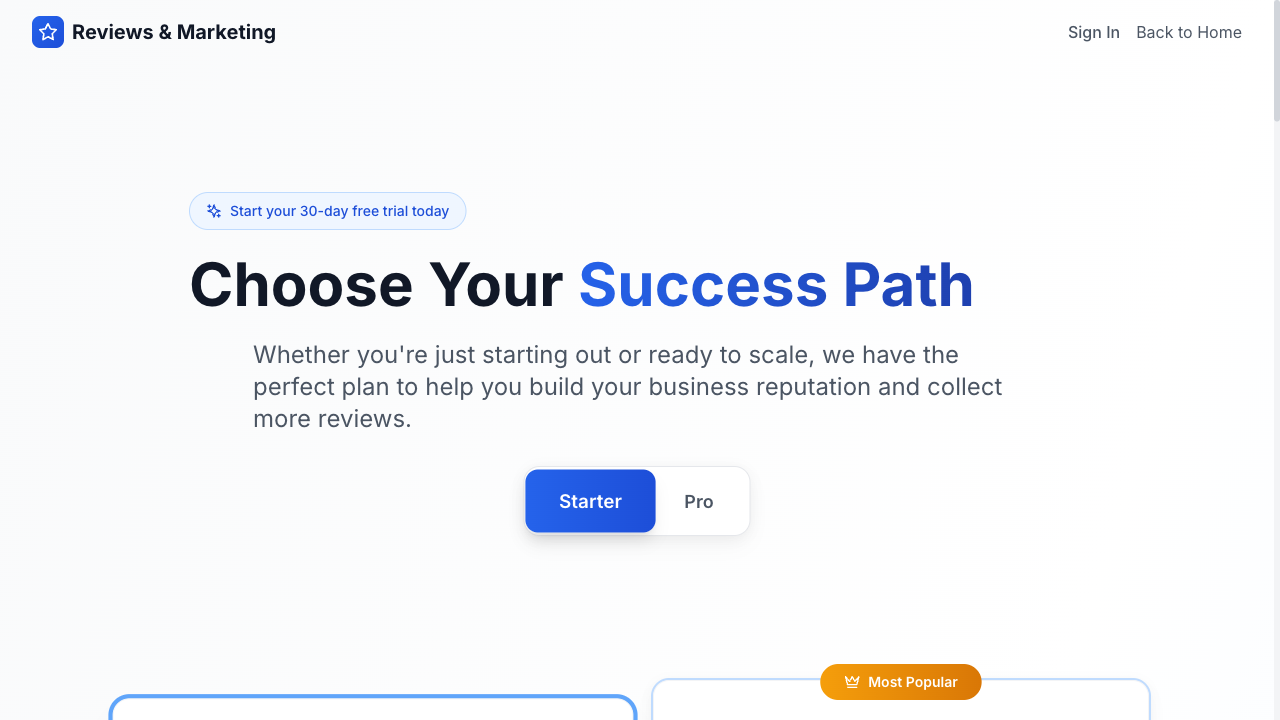 Reviews & Marketing
Sign In
Back to Home
Start your 30-day free trial today
Choose Your Success Path
Whether you're just starting out or ready to scale, we have the
perfect plan to help you build your business reputation and collect
more reviews.
Starter
Pro
Most Popular